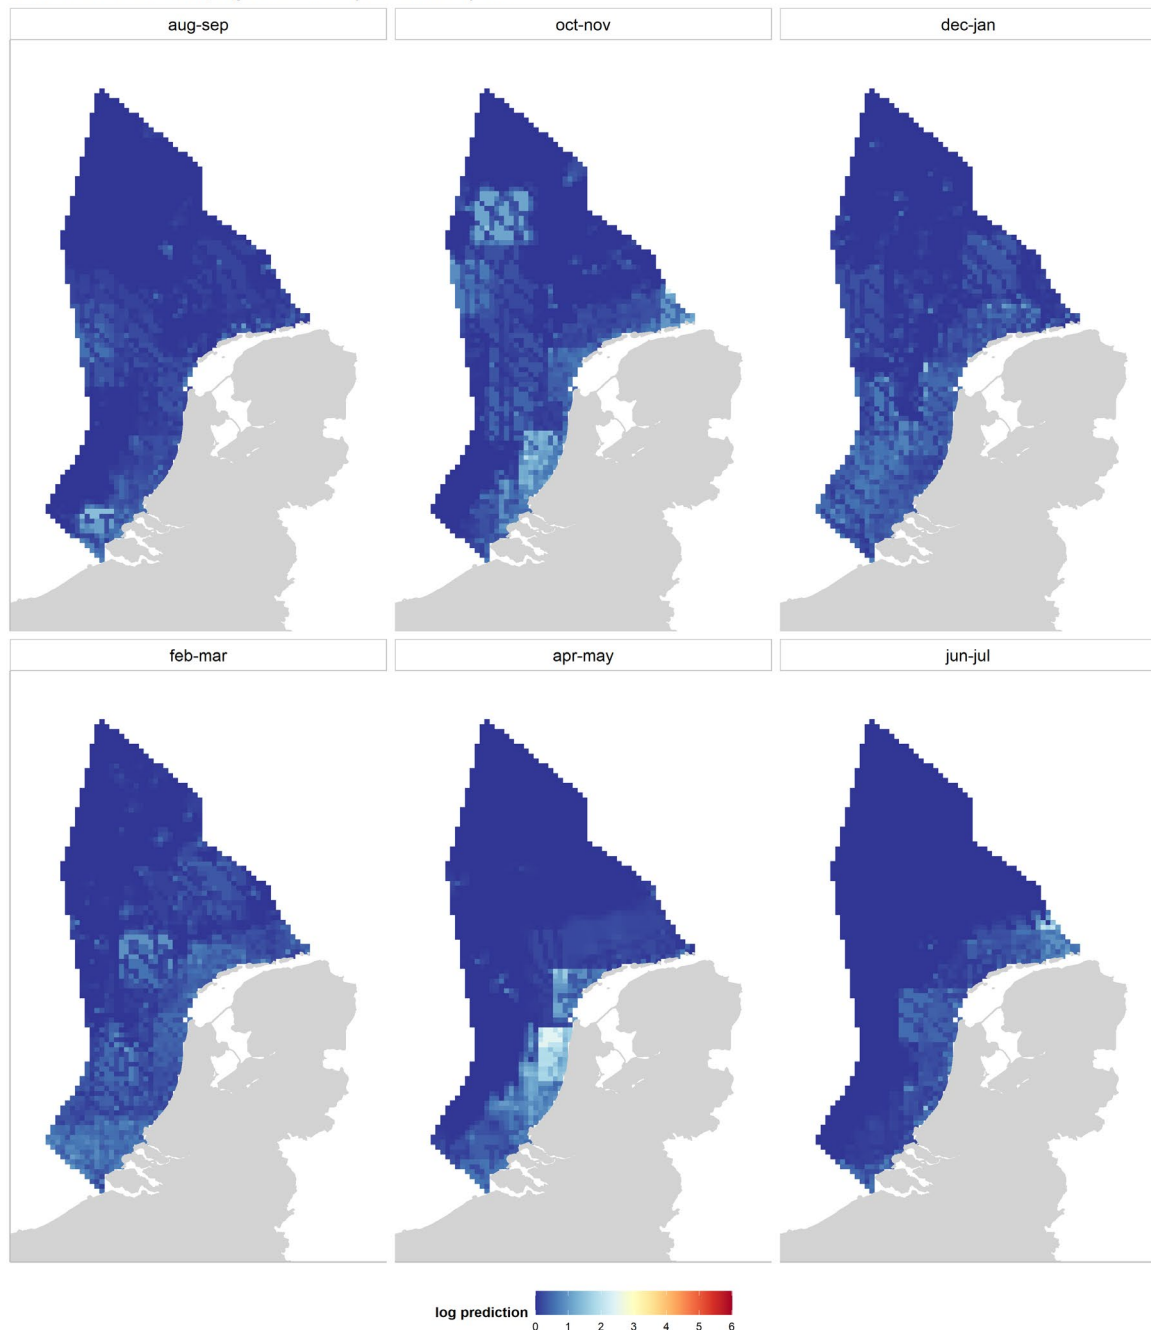 aug-sep
oct-nov
dec-jan
feb-mar
apr-may
jun-jul
log prediction
0 1 2 3 4 5 6